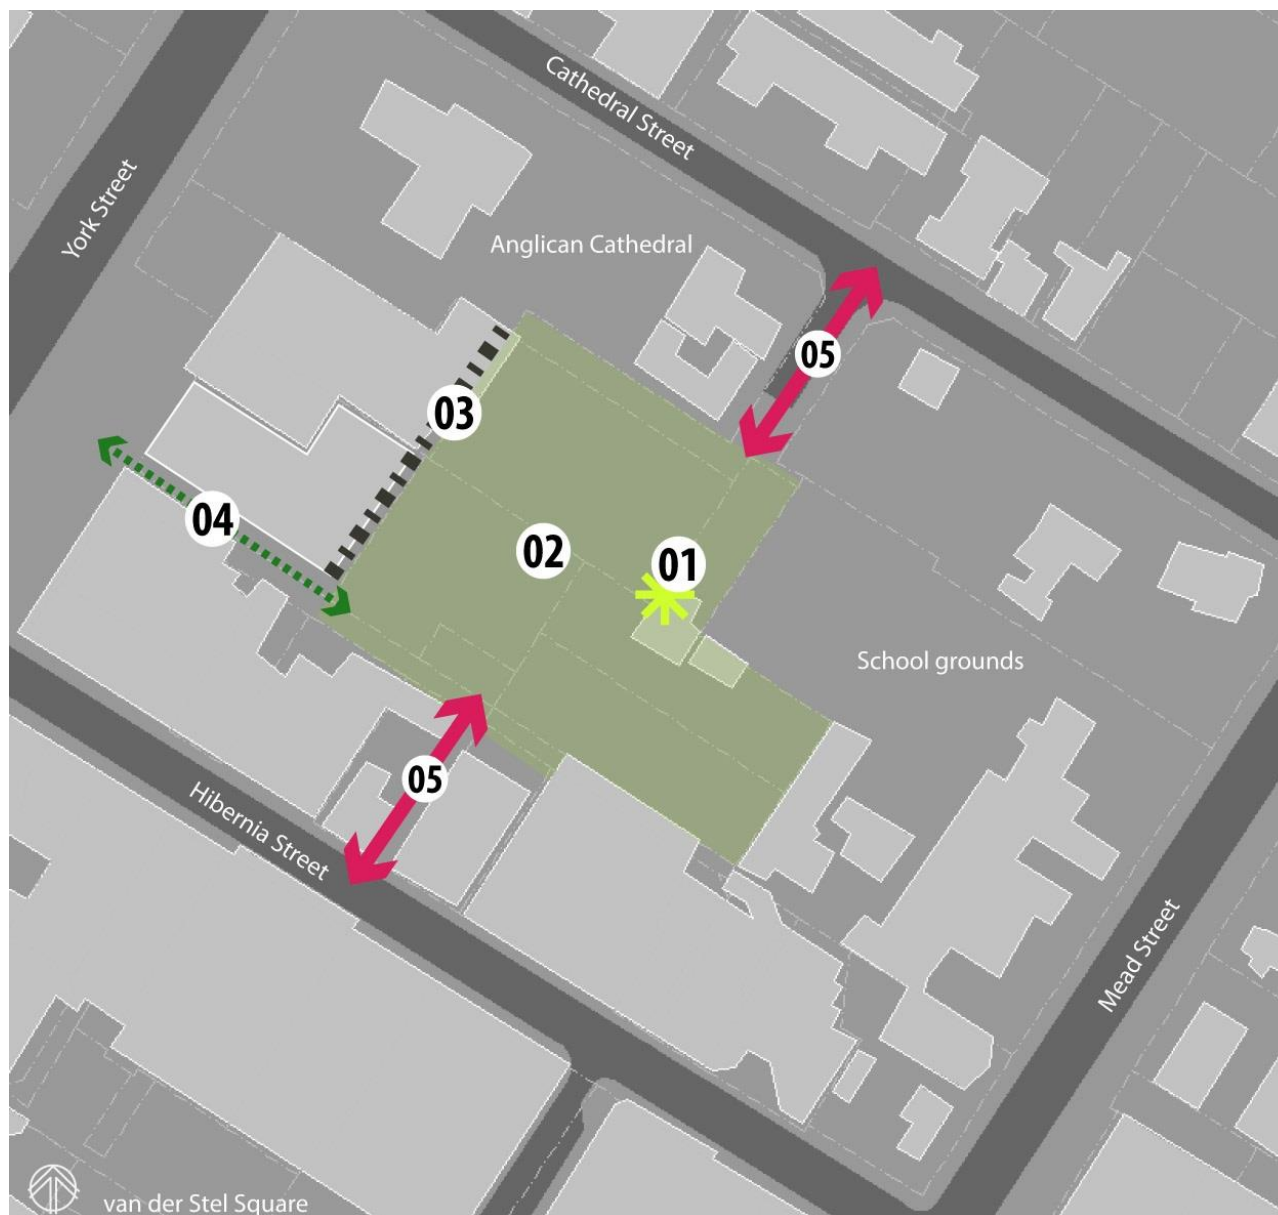 Cathedral Street
York Street
Anglican Cathedral
05
03
04
02
01
School grounds
05
Hibernia Street
Mead Street
van der Stel Square